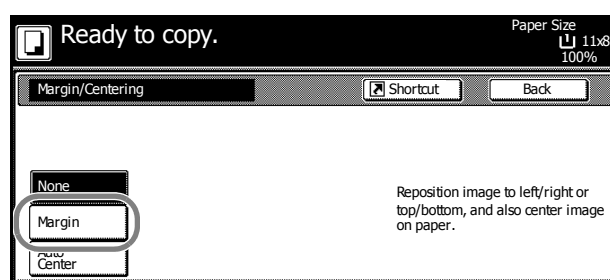 Ready to copy.
Paper Size
11x8
100%
Margin/Centering
Shortcut
Back
None
Margin
Auto
Center
Reposition image to left/right or
top/bottom, and also center image
on paper.